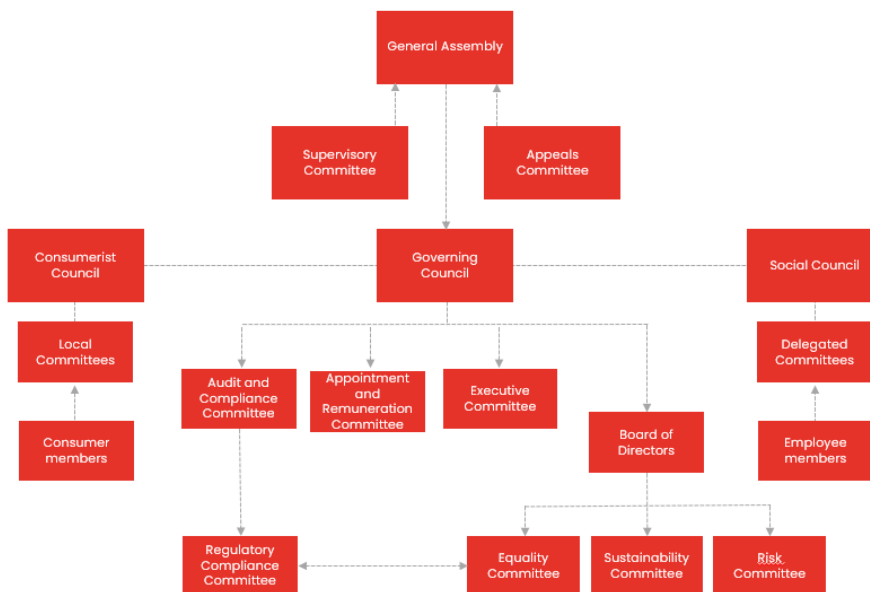 General Assembly
Supervisory
Committee
Appeals
Committee
Consumerist
Council
Governing
Council
Social Council
Local
Committees
Delegated
Committees
Audit and
Compliance
Committee
Appointment
and
Remuneration
Committee
Executive
Committee
Consumer
members
Board of
Directors
Employee
members
Regulatory
Compliance
Committee
Equality
Committee
Sustainability
Committee
Risk
Committee